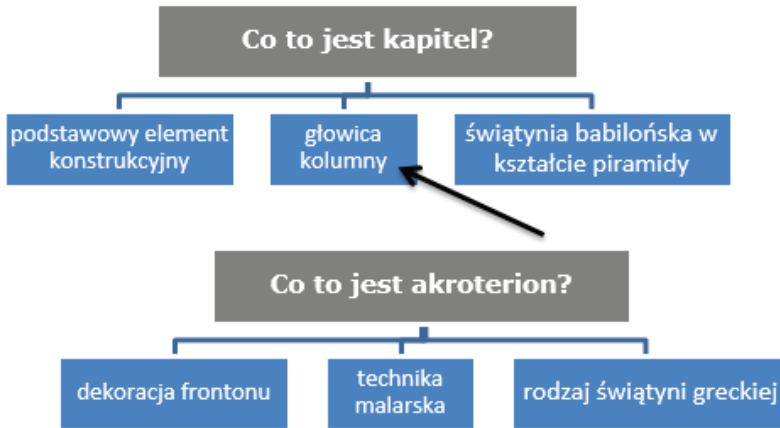 Co to jest kapitel?
podstawowy element
konstrukcyjny
głowica
kolumny
świątynia babilońska w
kształcie piramidy
Co to jest akroterion?
dekoracja frontonu
technika
malarska
rodzaj świątyni greckiej